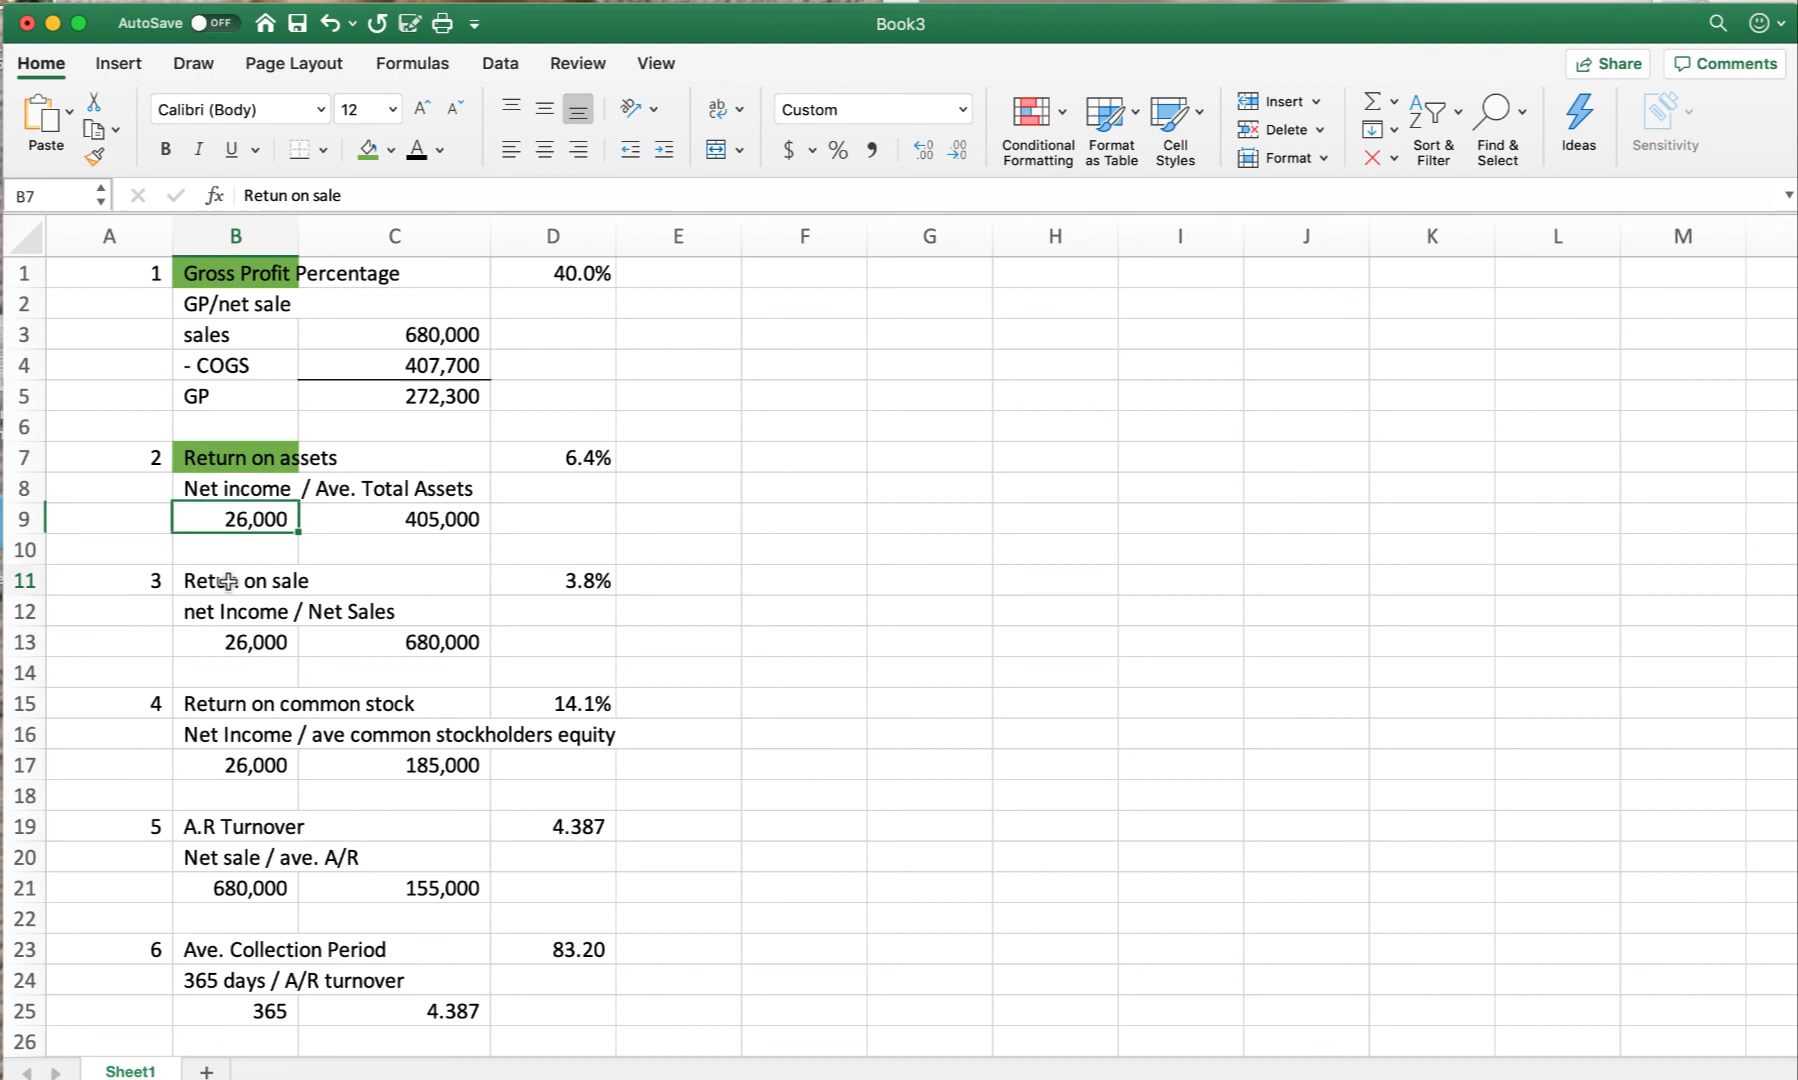 AutoSave OFF Book3
Home Insert Draw Page Layout Formulas Data Review View Share Comments
Paste Calibri (Body) 12 A^ A˅ ab Custom Insert Delete Format
B I U A $ % Conditional Formatting Format as Table Cell Styles Sort & Filter Find & Select Ideas Sensitivity
B7 fx Retun on sale
A B C D E F G H I J K L M
1 1 Gross Profit Percentage 40.0%
2 GP/net sale
3 sales 680,000
4 - COGS 407,700
5 GP 272,300
6
7 2 Return on assets 6.4%
8 Net income / Ave. Total Assets
9 26,000 405,000
10
11 3 on sale 3.8%
12 net Income / Net Sales
13 26,000 680,000
14
15 4 Return on common stock 14.1%
16 Net Income / ave common stockholders equity
17 26,000 185,000
18
19 5 A.R Turnover 4.387
20 Net sale / ave. A/R
21 680,000 155,000
22
23 6 Ave. Collection Period 83.20
24 365 days / A/R turnover
25 365 4.387
26
Sheet1 +